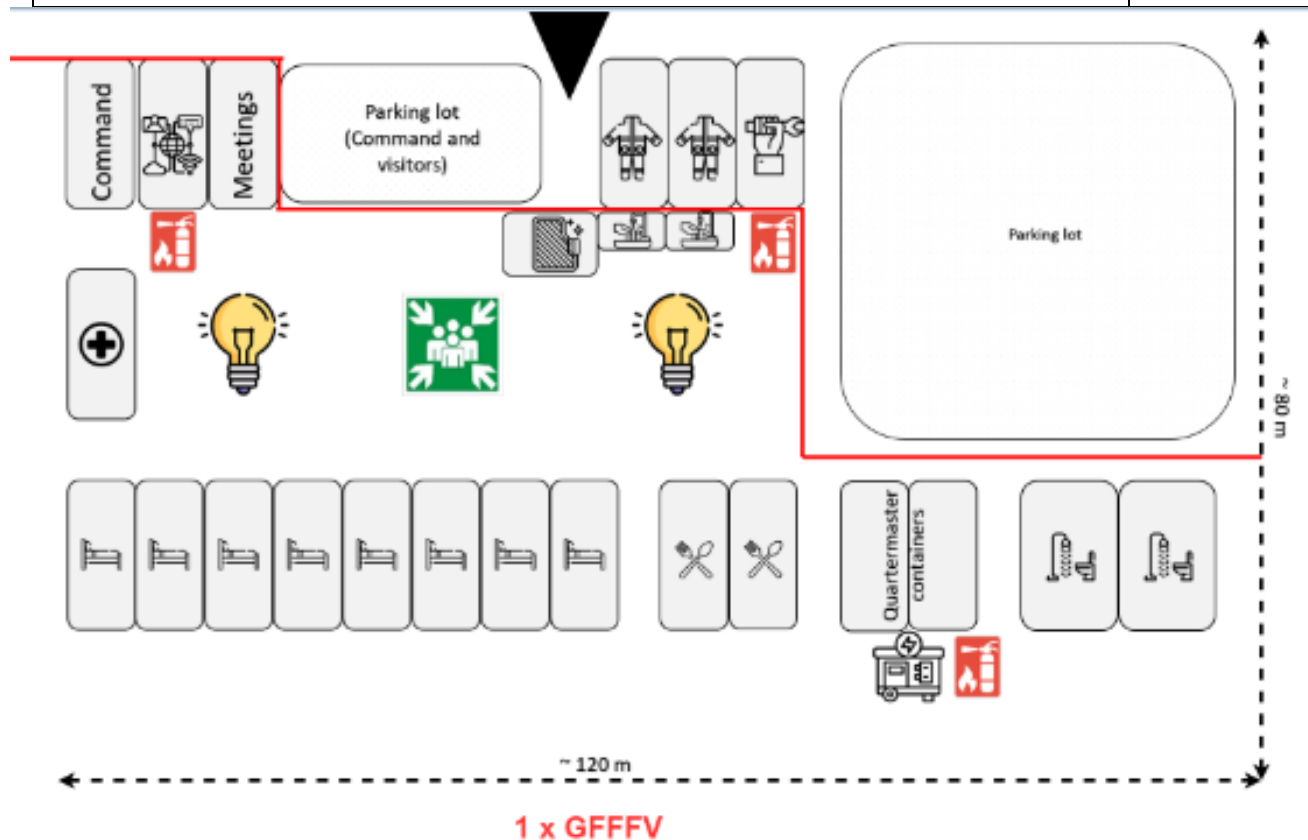 Command
Meetings
Parking lot
(Command and
visitors)
Parking lot
~ 80 m
Quartermaster
containers
~ 120 m
1 x GFFFV